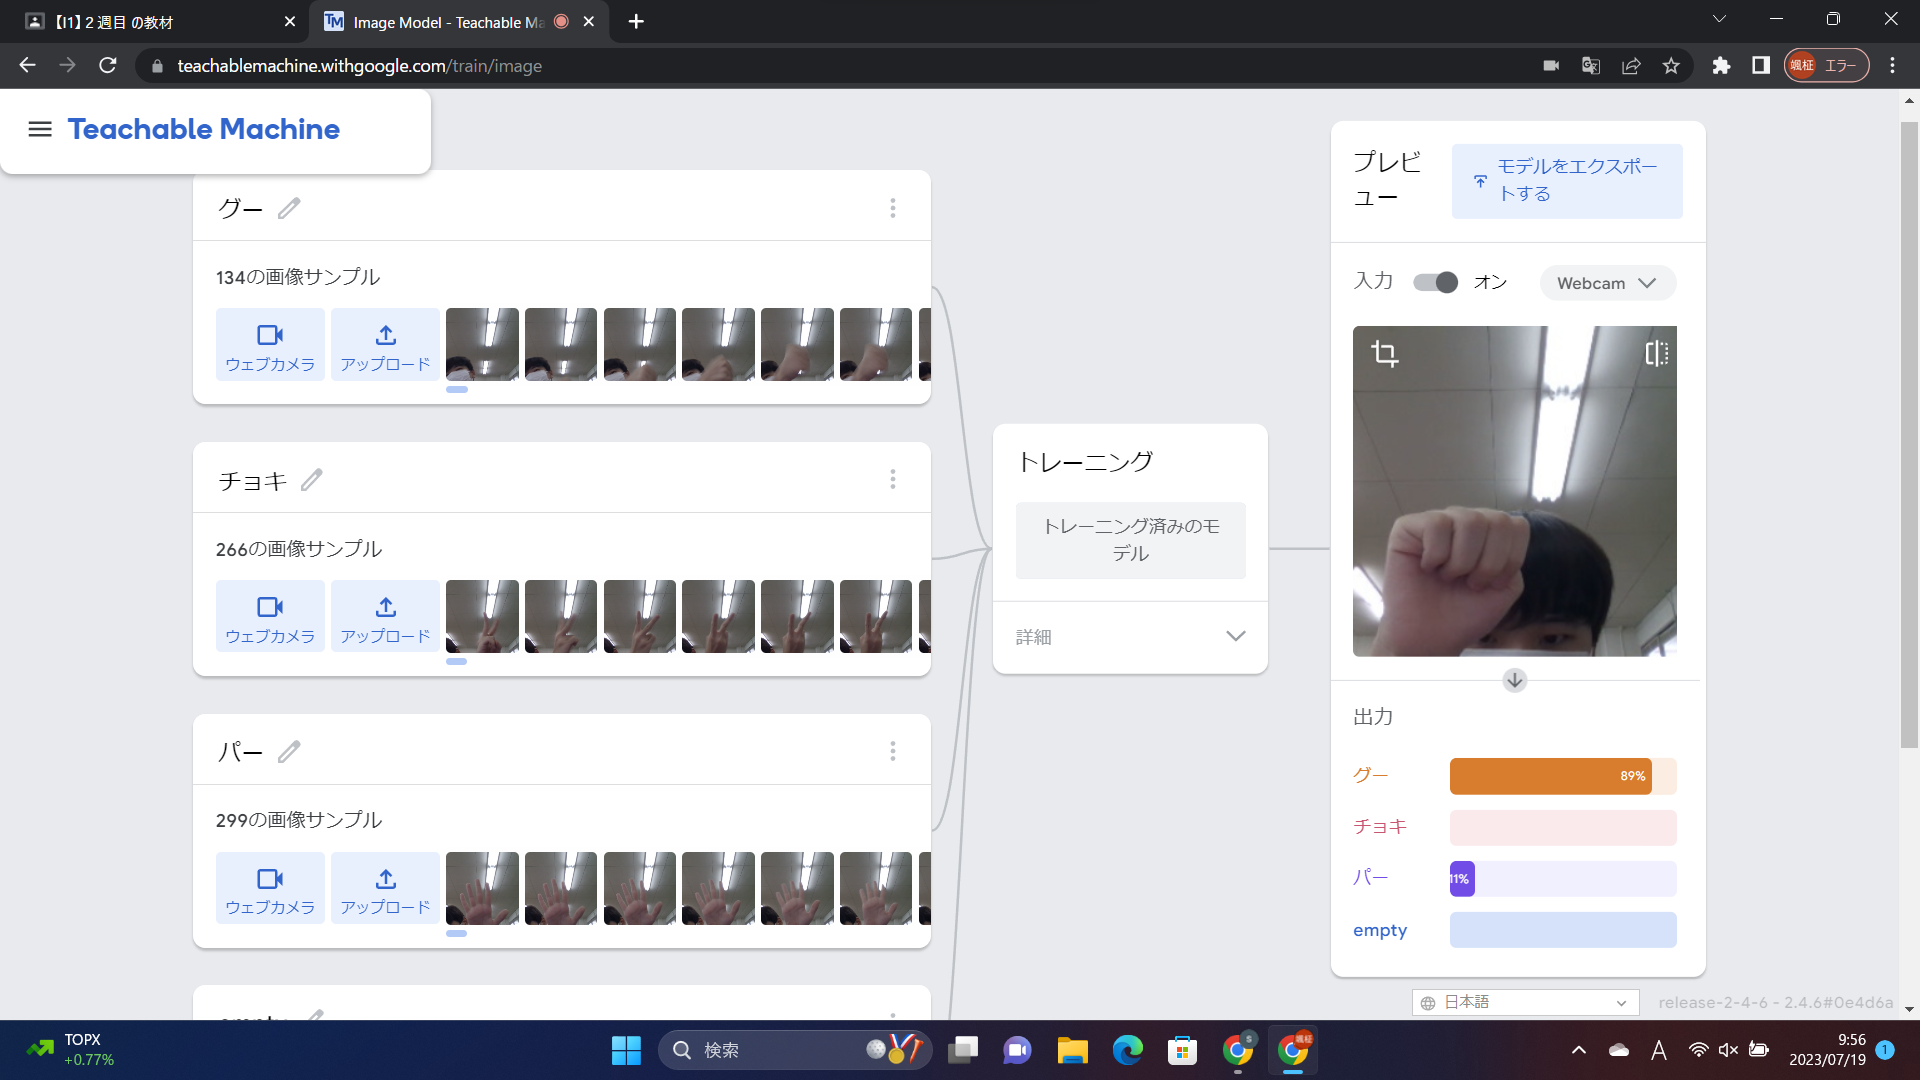 【I1】２週目 の教材
Image Model - Teachable Ma
teachablemachine.withgoogle.com/train/image
颯柾 エラー
Teachable Machine
グー
134の画像サンプル
ウェブカメラ
アップロード
チョキ
266の画像サンプル
ウェブカメラ
アップロード
パー
299の画像サンプル
ウェブカメラ
アップロード
トレーニング
トレーニング済みのモ
デル
詳細
プレビ
ュー
モデルをエクスポー
トする
入力
オン
Webcam
出力
グー
89%
チョキ
パー
11%
empty
日本語
release-2-4-6 - 2.4.6#0e4d6a
TOPX
+0.77%
検索
A
9:56
2023/07/19
1